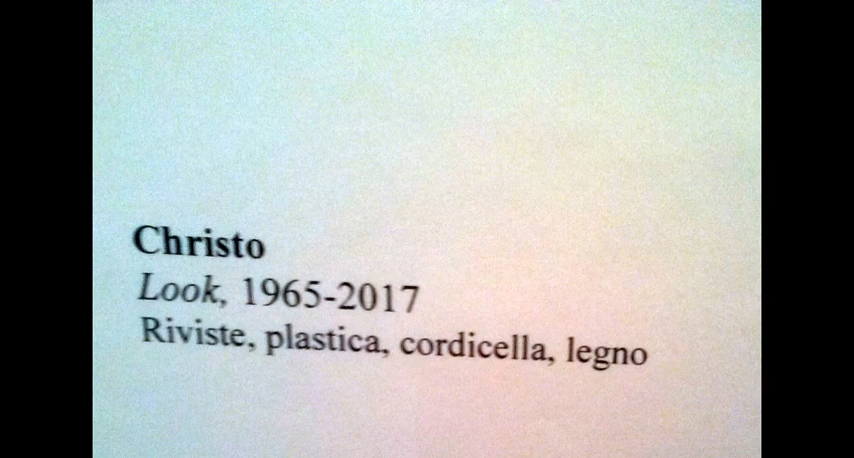 Christo
Look, 1965-2017
Riviste, plastica, cordicella, legno